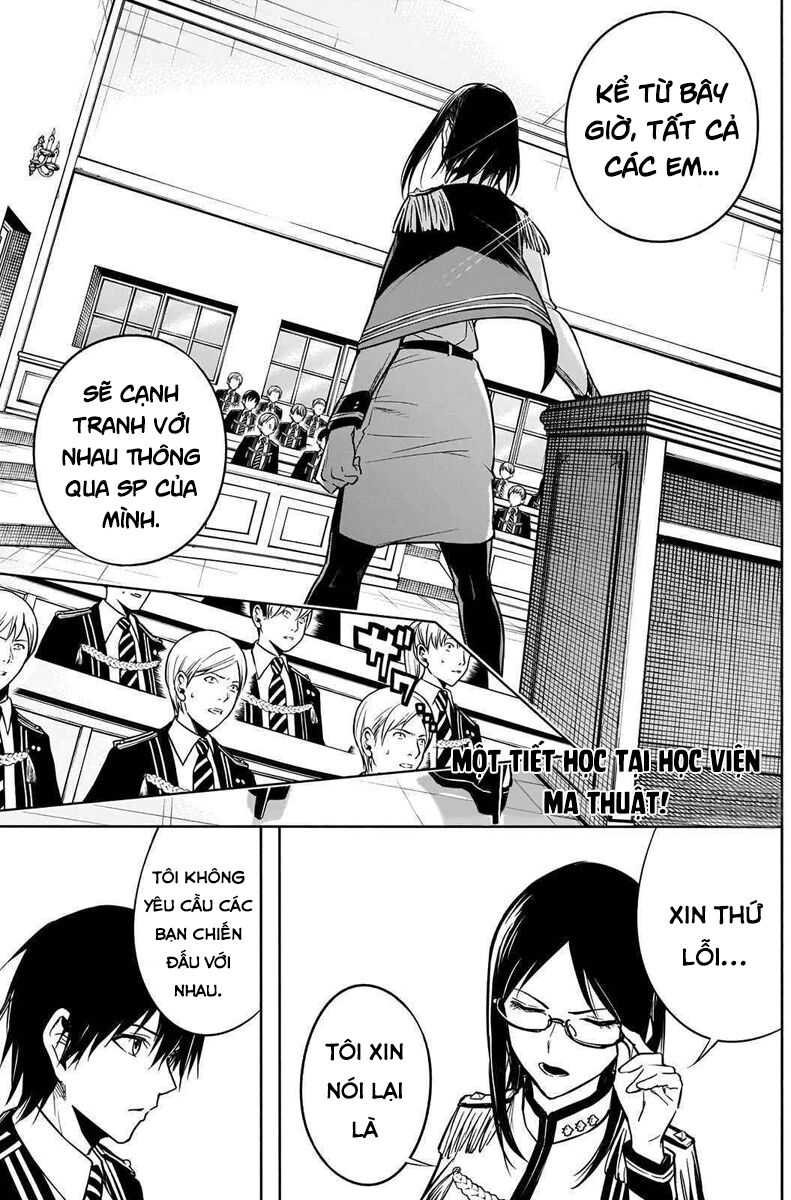 KỂ TỪ BÂY
GIỜ, TẤT CẢ
CÁC EM...
SẼ CẠNH
TRANH VỚI
NHAU THÔNG
QUA SP CỦA
MÌNH.
ザワ
MỘT TIẾT HỌC TẠI HỌC VIỆN
MA THUẬT!
XIN THỨ
LỖI...
TÔI XIN
NÓI LẠI
LÀ
TÔI KHÔNG
YÊU CẦU CÁC
BẠN CHIẾN
ĐẤU VỚI
NHAU.